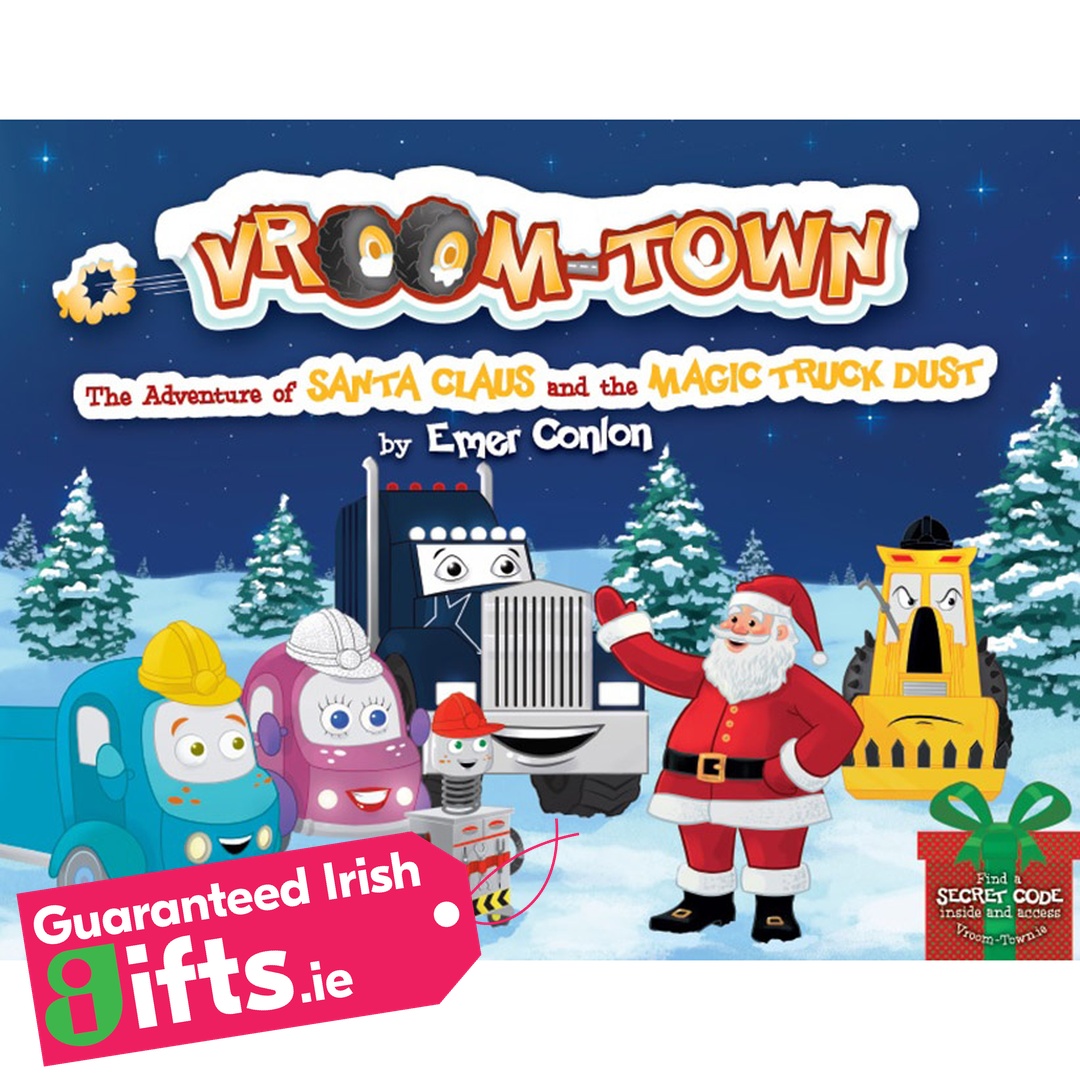 VROOM-TOWN
The Adventure of SANTA CLAUS and the MAGIC TRUCK DUST
by Emer Conlon
Find a
SECRET CODE
inside and access
Vroom-Town.ie
Guaranteed Irish
gifts.ie